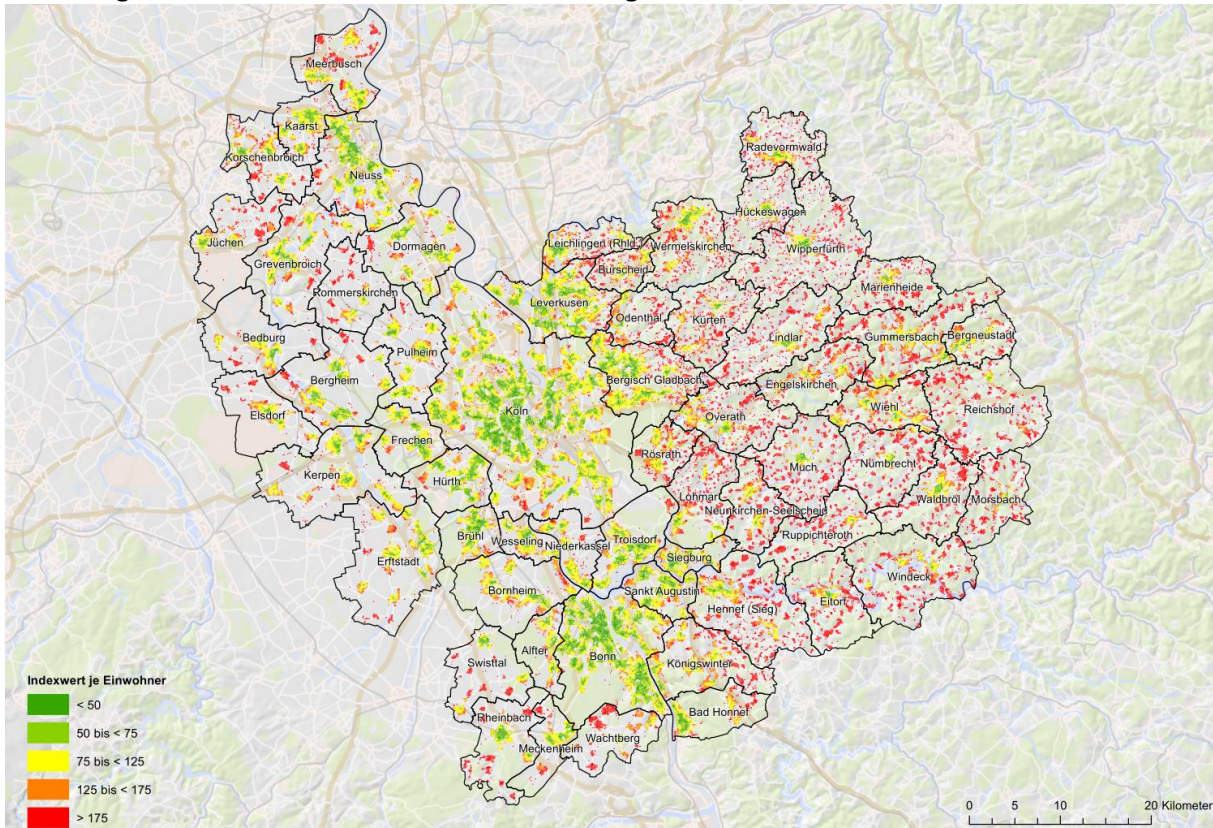 Meerbusch
Kaarst
Korschenbroich
Neuss
Radevormwald
Hückeswagen
Jüchen
Grevenbroich
Dormagen
Leichlingen (Rhld.)
Wermelskirchen
Wipperfürth
Burscheid
Rommerskirchen
Leverkusen
Marienheide
Odenthal
Kürten
Lindlar
Gummersbach
Bergneustadt
Bedburg
Pulheim
Bergheim
Bergisch Gladbach
Engelskirchen
Elsdorf
Köln
Overath
Wiehl
Reichshof
Frechen
Rösrath
Kerpen
Hürth
Much
Nümbrecht
Lohmar
Waldbröl
Morsbach
Neunkirchen-Seelscheid
Brühl
Wesseling
Niederkassel
Troisdorf
Ruppichteroth
Siegburg
Erftstadt
Windeck
Bornheim
Sankt Augustin
Hennef (Sieg)
Eitorf
Alfter
Bonn
Swisttal
Königswinter
Rheinbach
Bad Honnef
Meckenheim
Wachtberg
Indexwert je Einwohner
< 50
50 bis < 75
75 bis < 125
125 bis < 175
> 175
0 5 10 20 Kilometer